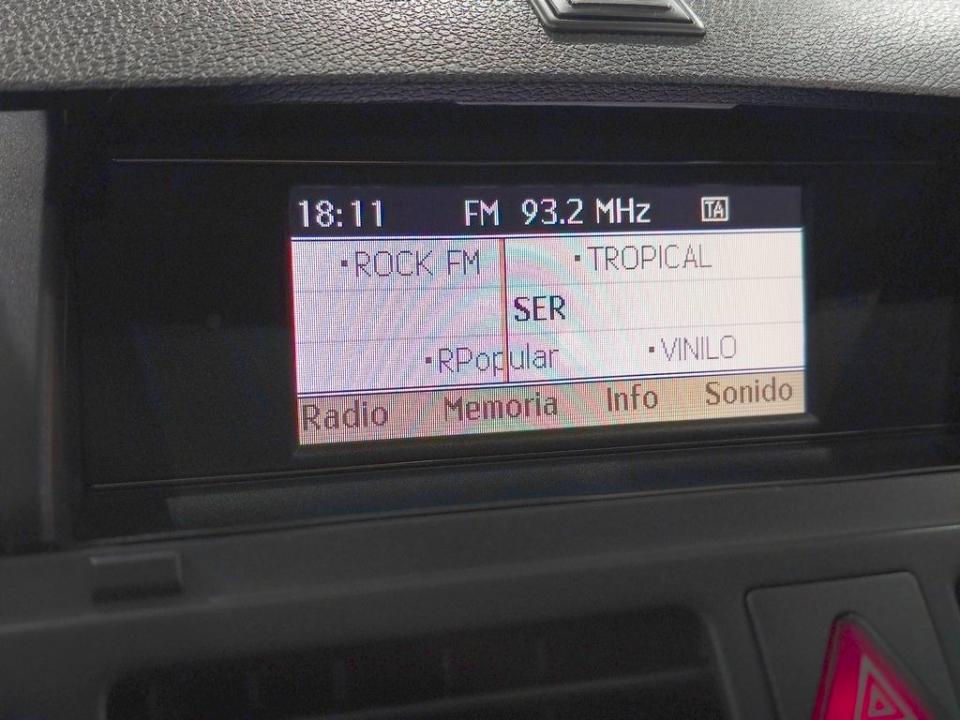 18:11 FM 93.2 MHz TA
·ROCK FM ·TROPICAL
SER
·RPopular ·VINILO
Radio Memoria Info Sonido